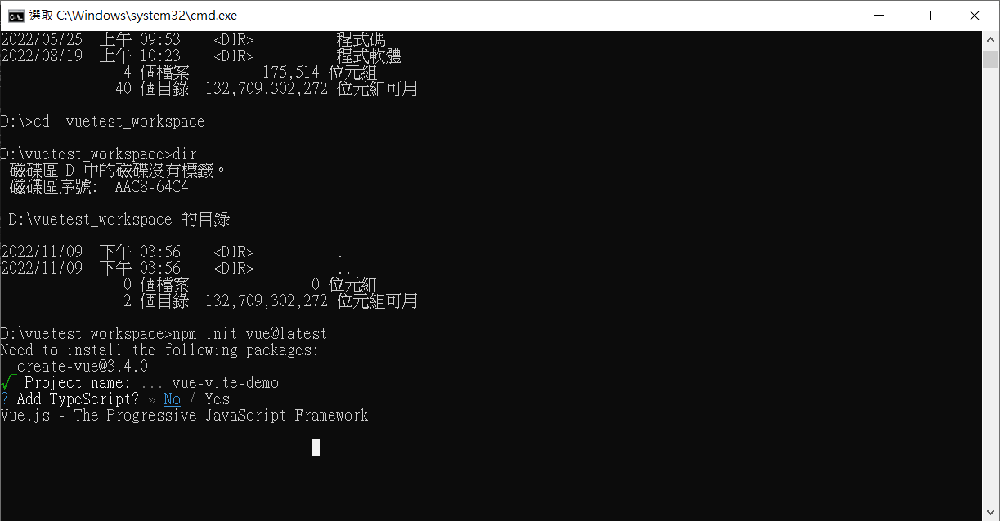 選取 C:\Windows\system32\cmd.exe
2022/05/25  上午 09:53    <DIR>          程式碼
2022/08/19  上午 10:23    <DIR>          程式軟體
               4 個檔案         175,514 位元組
              40 個目錄  132,709,302,272 位元組可用
D:\>cd  vuetest_workspace
D:\vuetest_workspace>dir
 磁碟區 D 中的磁碟沒有標籤。
 磁碟區序號:  AAC8-64C4
 D:\vuetest_workspace 的目錄
2022/11/09  下午 03:56    <DIR>          .
2022/11/09  下午 03:56    <DIR>          ..
               0 個檔案               0 位元組
               2 個目錄  132,709,302,272 位元組可用
D:\vuetest_workspace>npm init vue@latest
Need to install the following packages:
  create-vue@3.4.0
√ Project name: ... vue-vite-demo
? Add TypeScript? » No / Yes
Vue.js - The Progressive JavaScript Framework